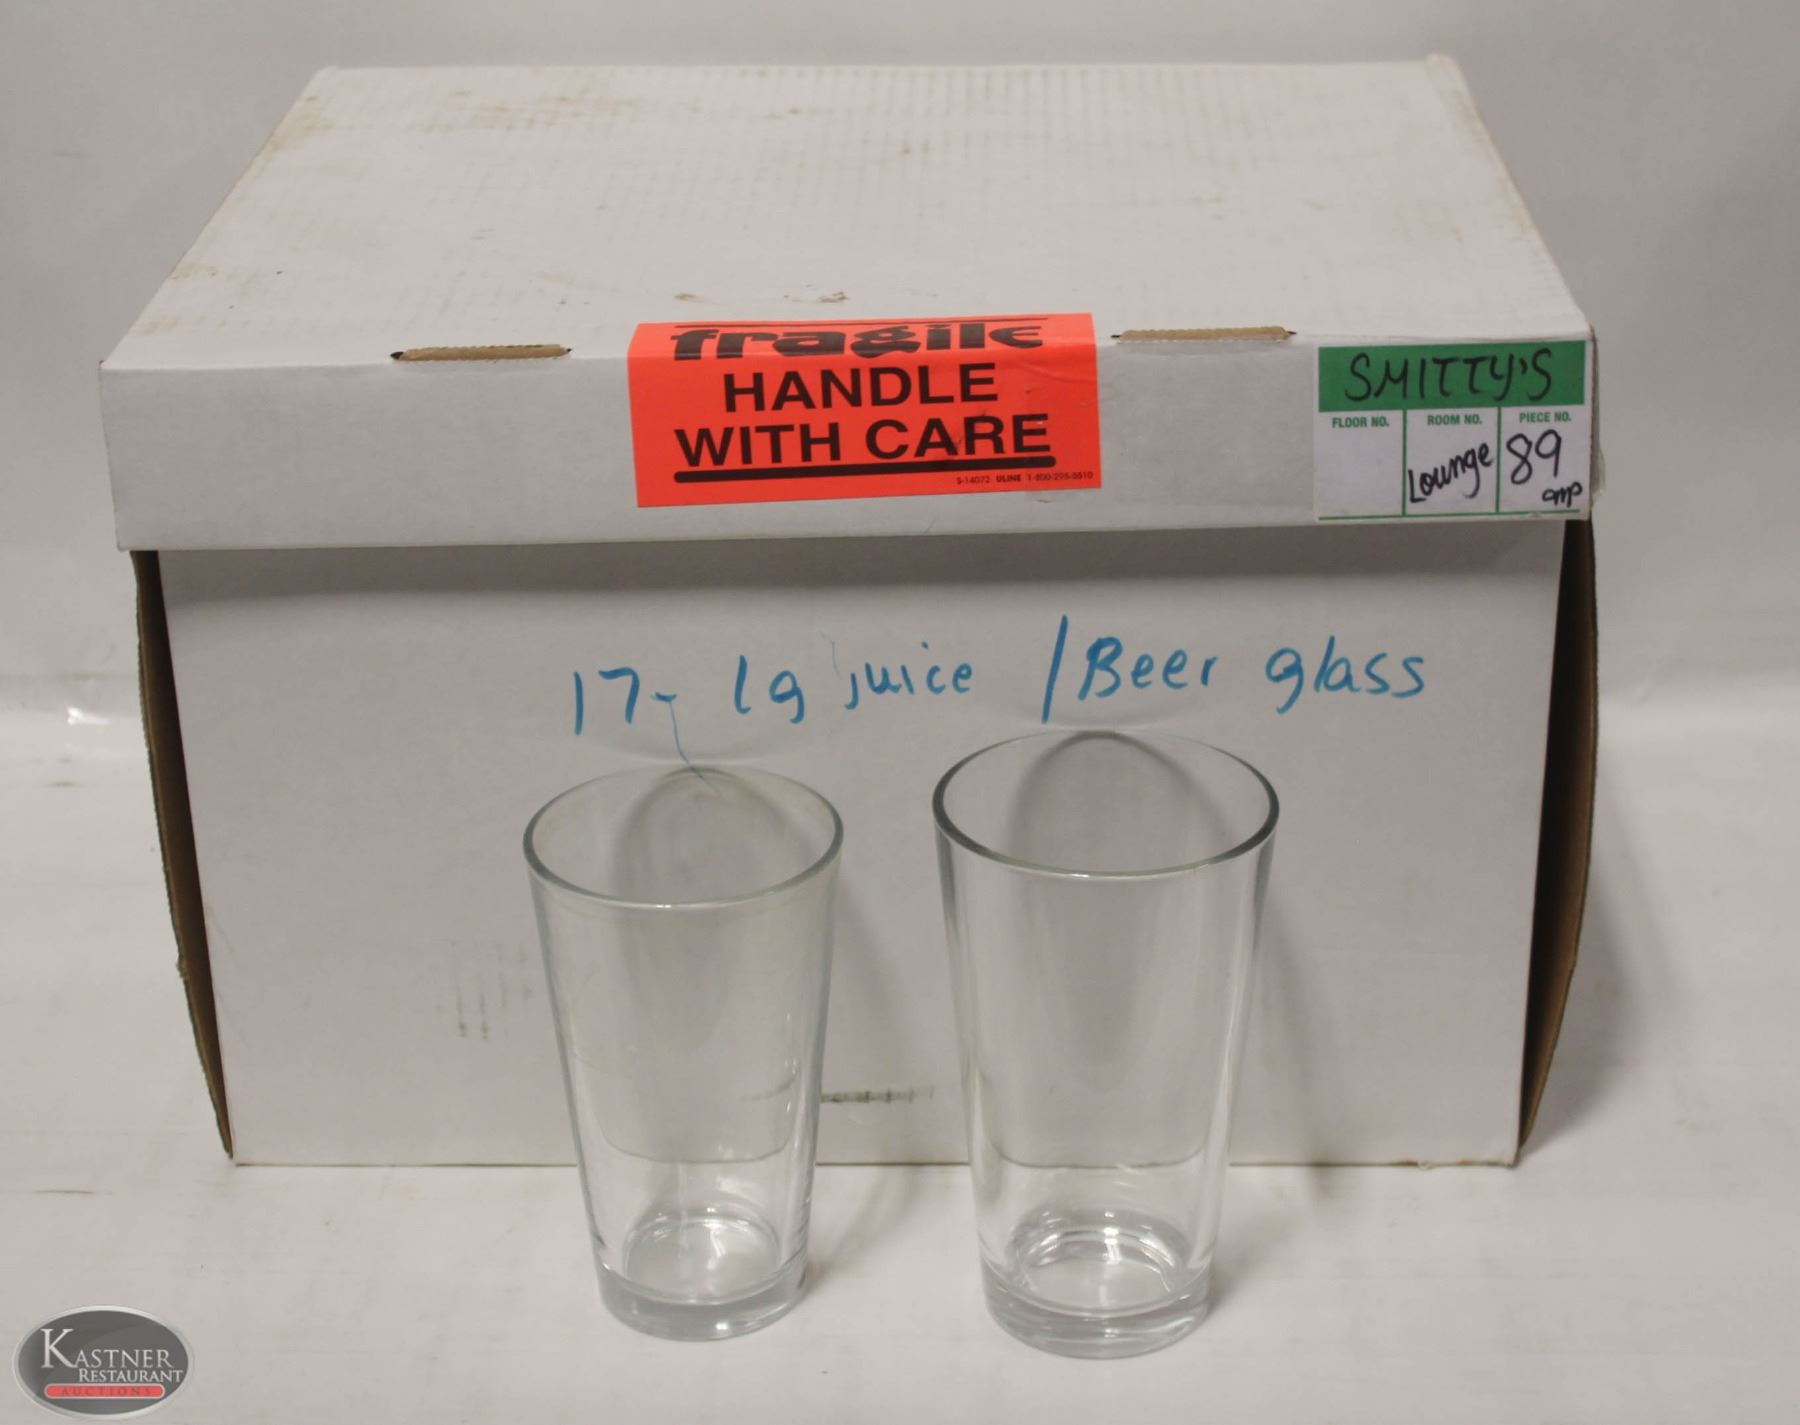 fragile
HANDLE
WITH CARE
S-14072 ULINE 1-800-295-5510
SMITTY'S
FLOOR NO. ROOM NO. PIECE NO.
Lounge 89
17- lg juice / Beer glass
KASTNER
RESTAURANT
AUCTIONS